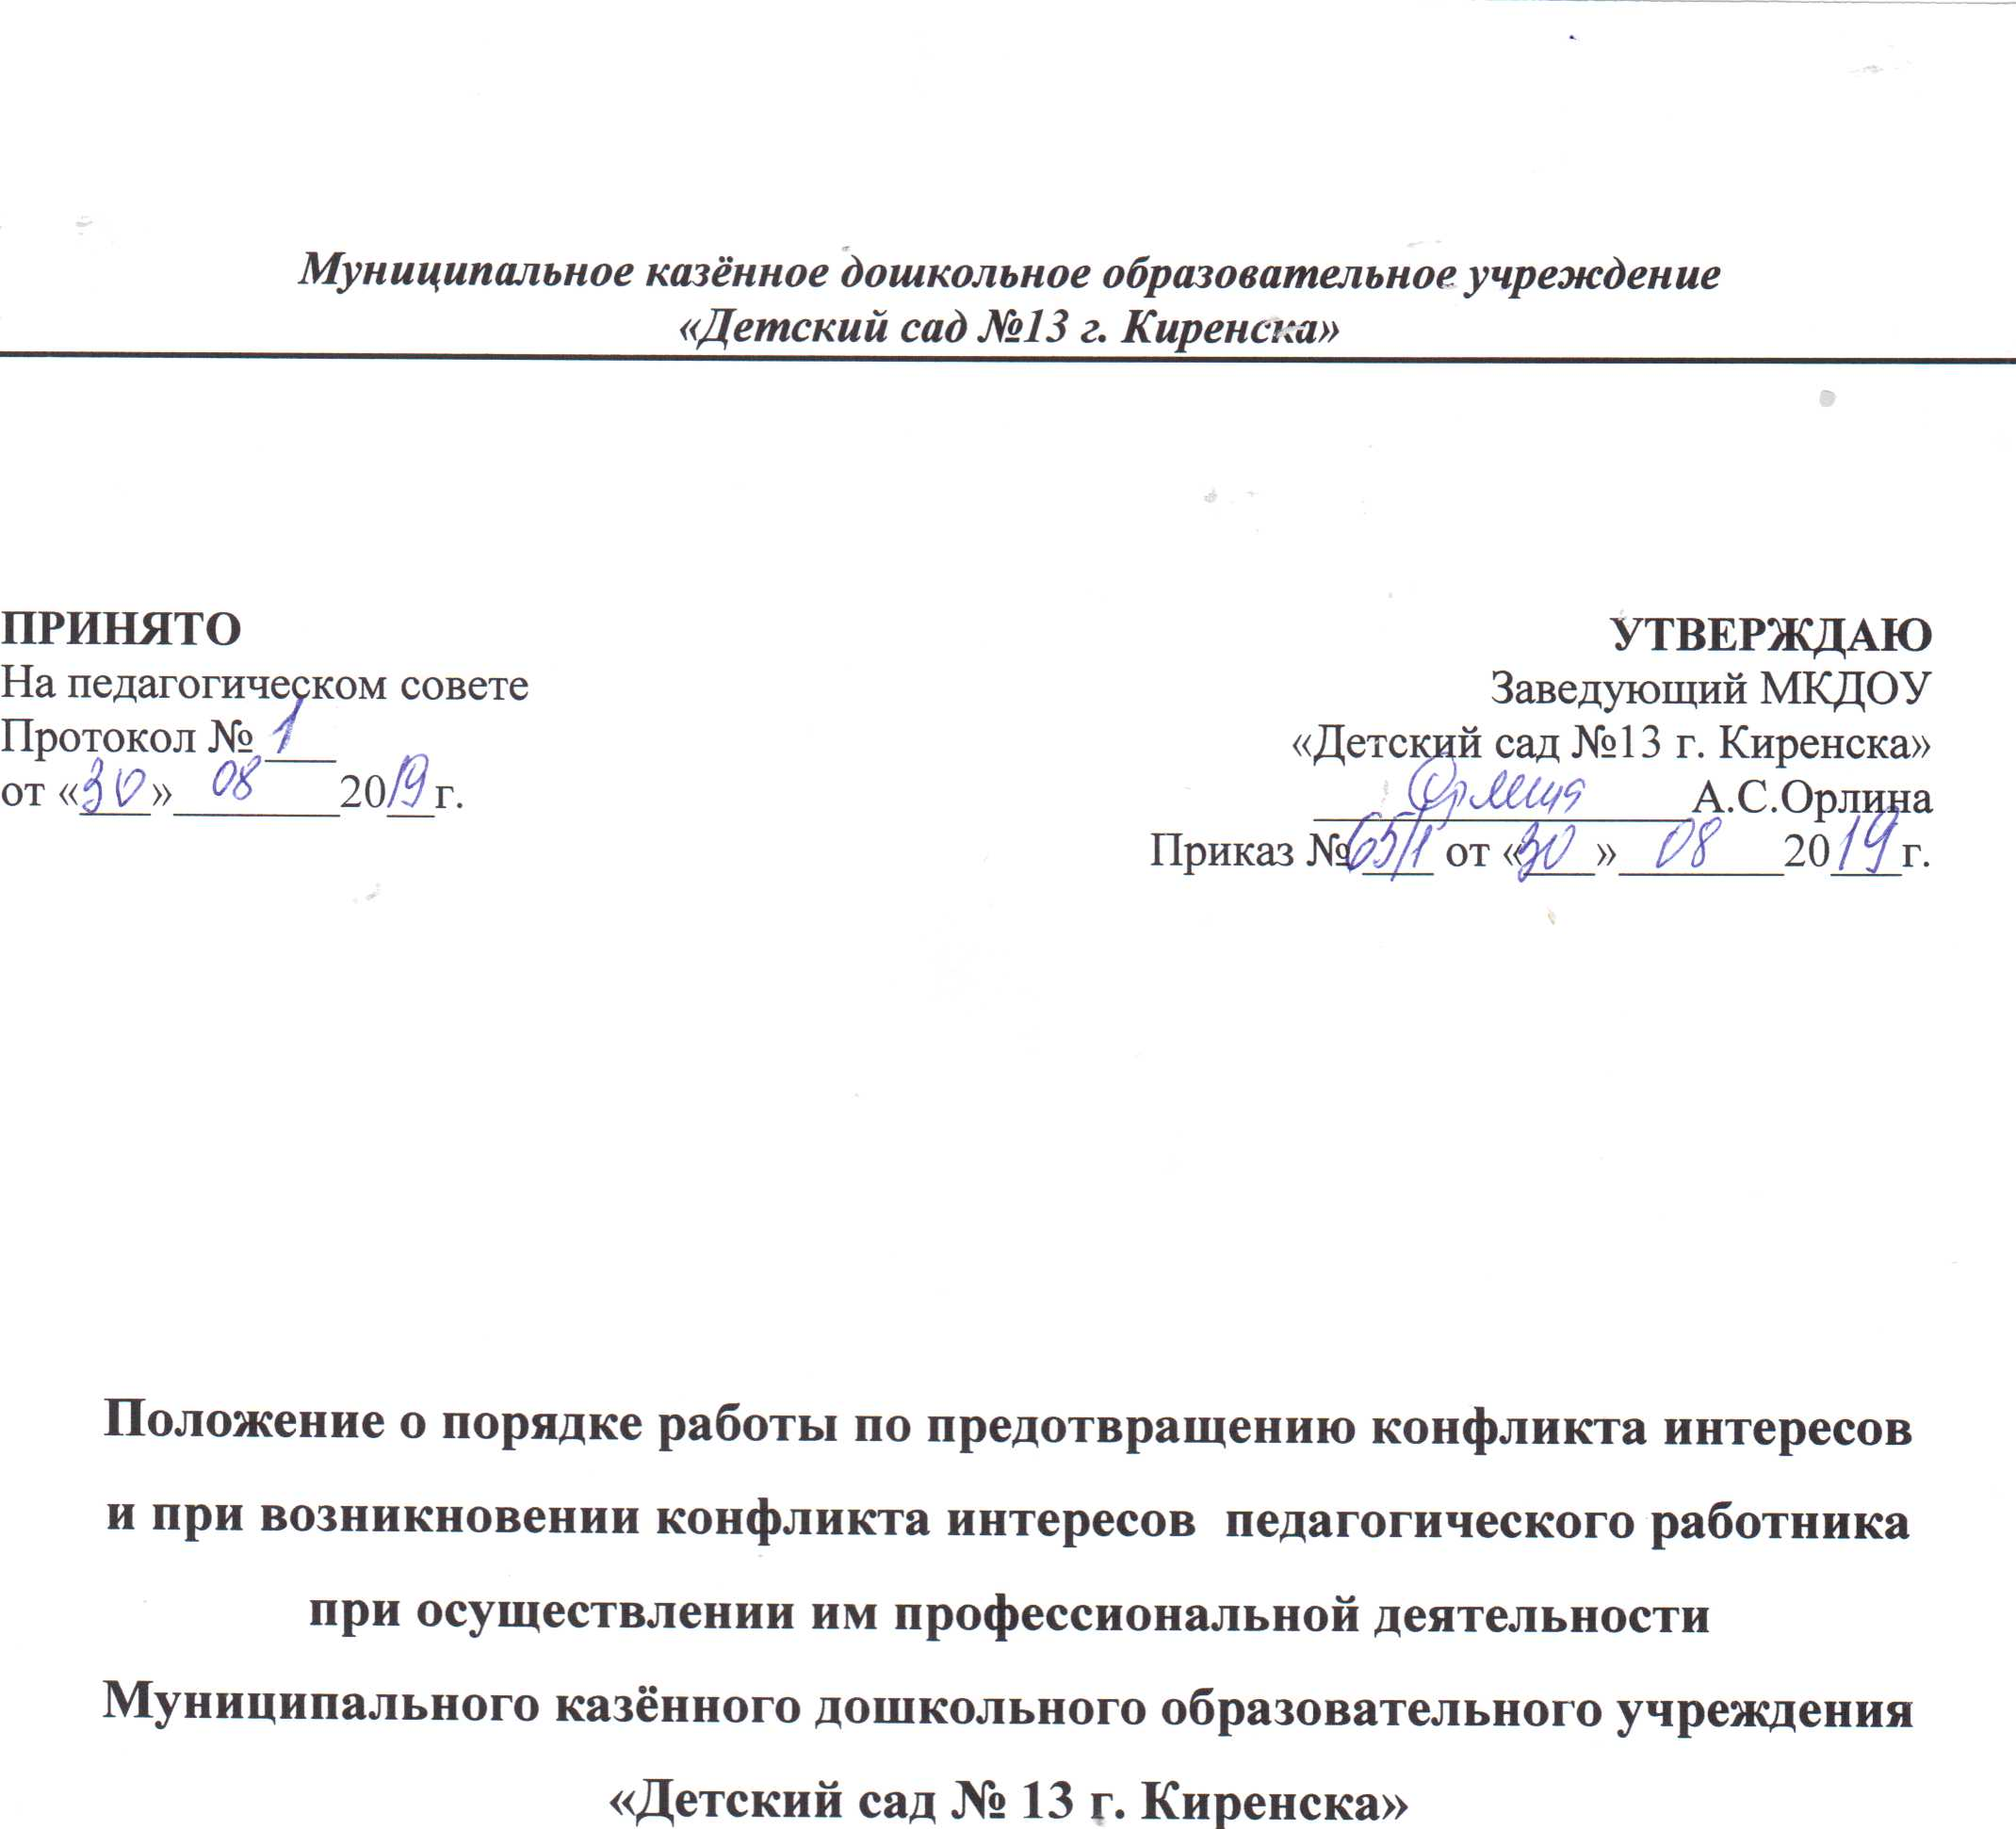 Муниципальное казённое дошкольное образовательное учреждение
«Детский сад №13 г. Киренска»
ПРИНЯТО
На педагогическом совете
Протокол № 1
от «30» 08 2019 г.
УТВЕРЖДАЮ
Заведующий МКДОУ
«Детский сад №13 г. Киренска»
Орлина А.С.Орлина
Приказ № 65/1 от «30» 08 2019 г.
Положение о порядке работы по предотвращению конфликта интересов
и при возникновении конфликта интересов педагогического работника
при осуществлении им профессиональной деятельности
Муниципального казённого дошкольного образовательного учреждения
«Детский сад № 13 г. Киренска»